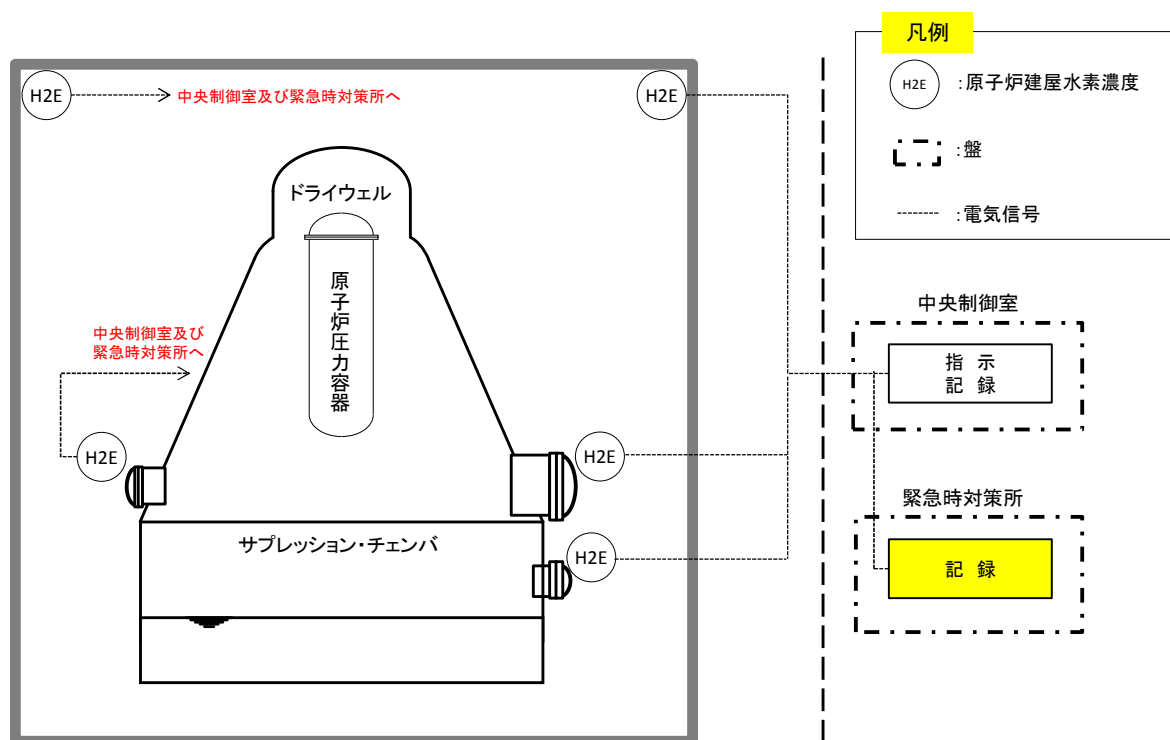 凡例
H2E :原子炉建屋水素濃度
:盤
:電気信号
H2E
中央制御室及び緊急時対策所へ
H2E
ドライウェル
原子炉圧力容器
中央制御室及び
緊急時対策所へ
H2E
H2E
サプレッション・チェンバ
H2E
中央制御室
指 示
記 録
緊急時対策所
記 録